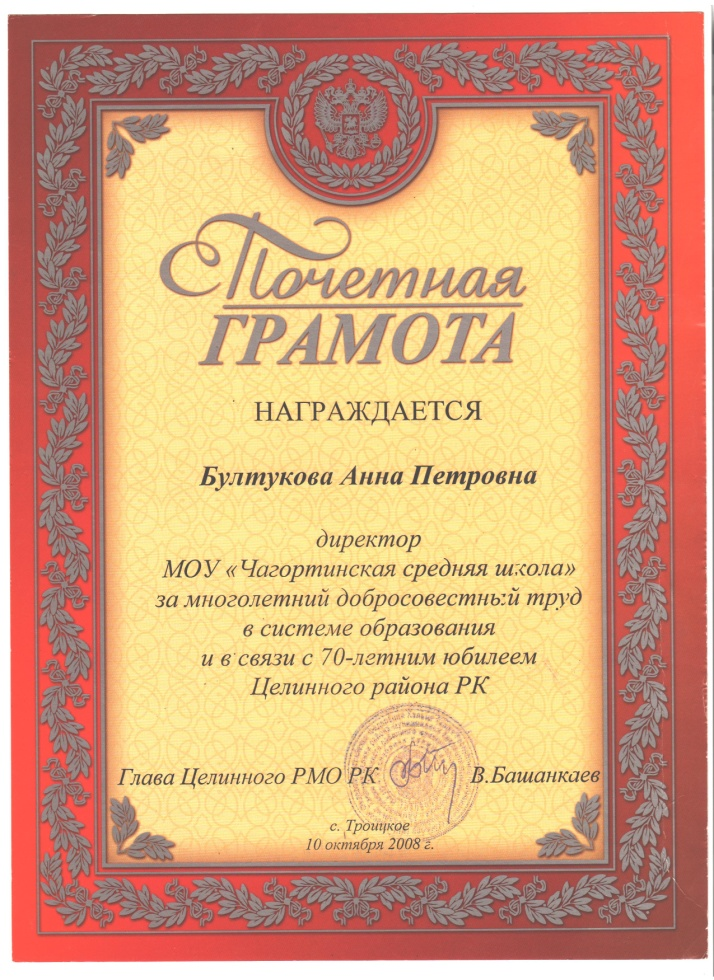 Почетная
ГРАМОТА
НАГРАЖДАЕТСЯ
Бултукова Анна Петровна
директор
МОУ «Чагортинская средняя школа»
за многолетний добросовестный труд
в системе образования
и в связи с 70-летним юбилеем
Целинного района РК
Глава Целинного РМО РК В.Башанкаев
с. Троицкое
10 октября 2008 г.